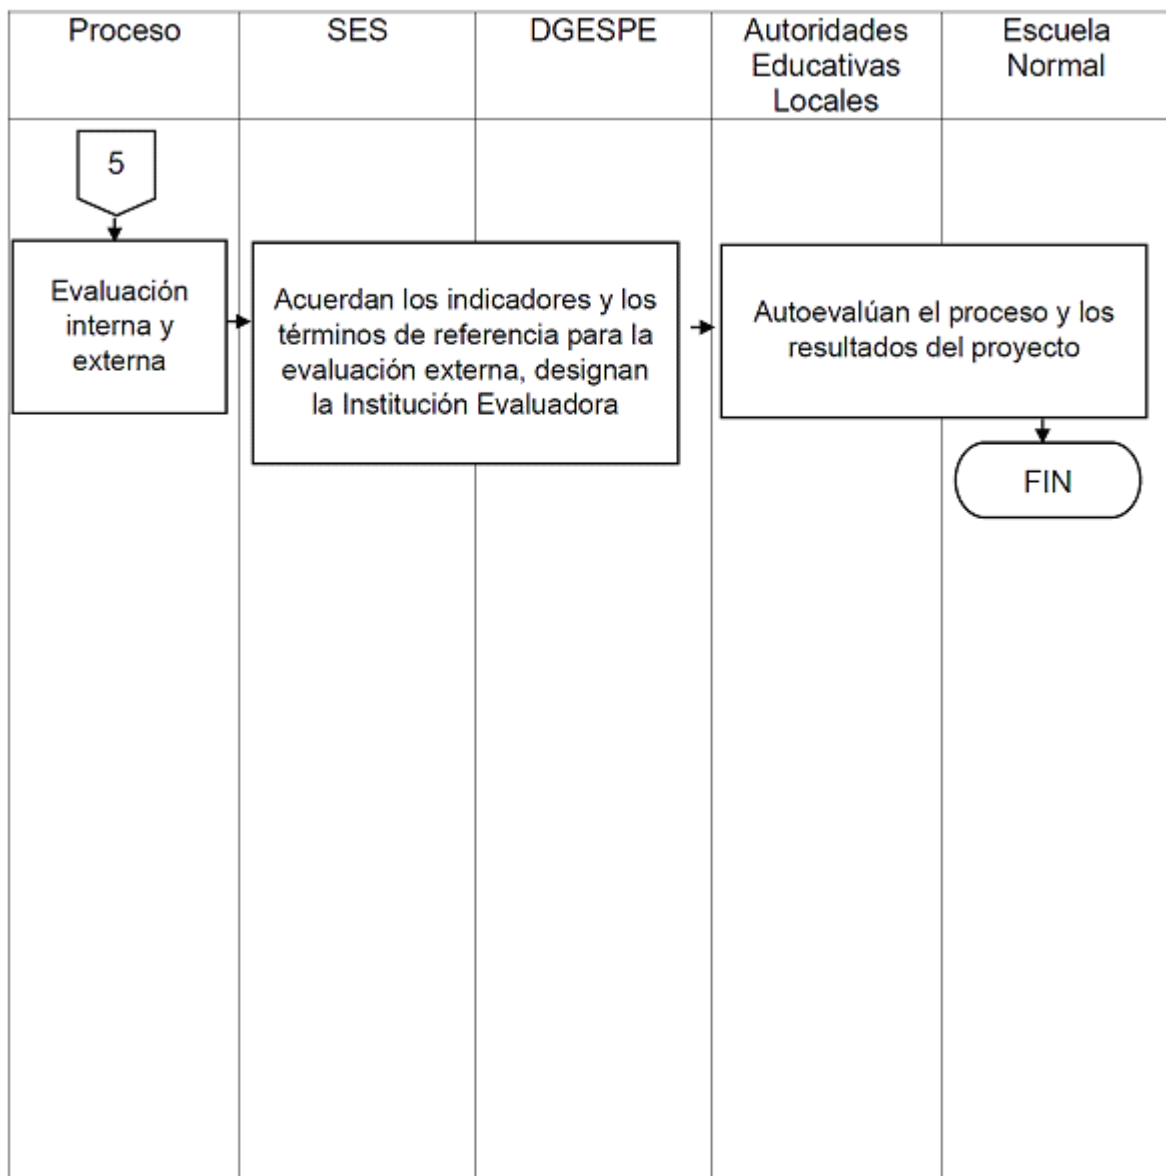 Proceso
SES
DGESPE
Autoridades
Educativas
Locales
Escuela
Normal
5
Evaluación
interna y
externa
Acuerdan los indicadores y los
términos de referencia para la
evaluación externa, designan
la Institución Evaluadora
Autoevalúan el proceso y los
resultados del proyecto
FIN